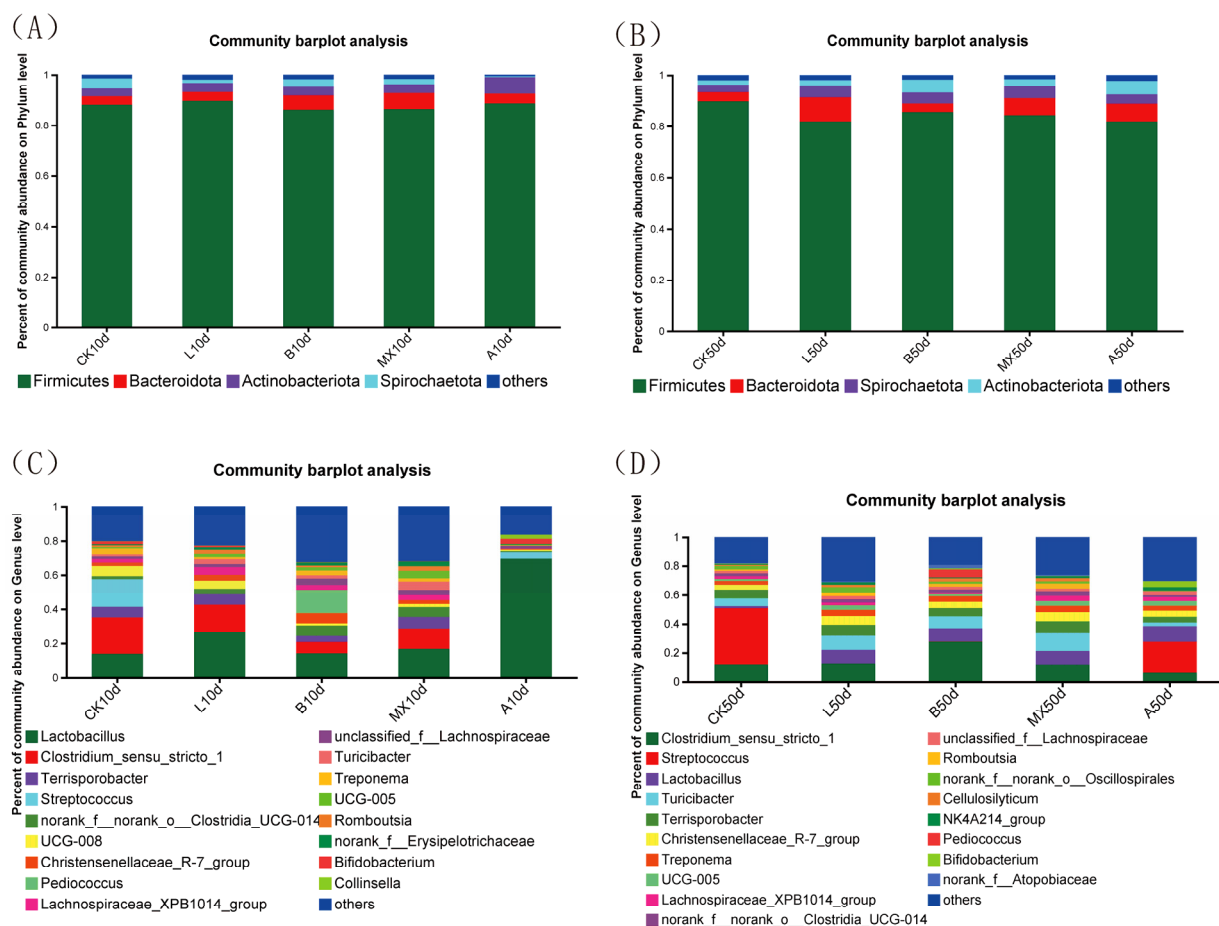 (A)
Community barplot analysis
Percent of community abundance on Phylum level
1
0.8
0.6
0.4
0.2
0
CK10d
L10d
B10d
MX10d
A10d
Firmicutes Bacteroidota Actinobacteriota Spirochaetota others
(B)
Community barplot analysis
Percent of community abundance on Phylum level
1
0.8
0.6
0.4
0.2
0
CK50d
L50d
B50d
MX50d
A50d
Firmicutes Bacteroidota Spirochaetota Actinobacteriota others
(C)
Community barplot analysis
Percent of community abundance on Genus level
1
0.8
0.6
0.4
0.2
0
CK10d
L10d
B10d
MX10d
A10d
Lactobacillus
Clostridium_sensu_stricto_1
Terrisporobacter
Streptococcus
norank_f__norank_o__Clostridia_UCG-014
UCG-008
Christensenellaceae_R-7_group
Pediococcus
Lachnospiraceae_XPB1014_group
unclassified_f__Lachnospiraceae
Turicibacter
Treponema
UCG-005
Romboutsia
norank_f__Erysipelotrichaceae
Bifidobacterium
Collinsella
others
(D)
Community barplot analysis
Percent of community abundance on Genus level
1
0.8
0.6
0.4
0.2
0
CK50d
L50d
B50d
MX50d
A50d
Clostridium_sensu_stricto_1
Streptococcus
Lactobacillus
Turicibacter
Terrisporobacter
Christensenellaceae_R-7_group
Treponema
UCG-005
Lachnospiraceae_XPB1014_group
norank_f__norank_o__Clostridia_UCG-014
unclassified_f__Lachnospiraceae
Romboutsia
norank_f__norank_o__Oscillospirales
Cellulosilyticum
NK4A214_group
Pediococcus
Bifidobacterium
norank_f__Atopobiaceae
others